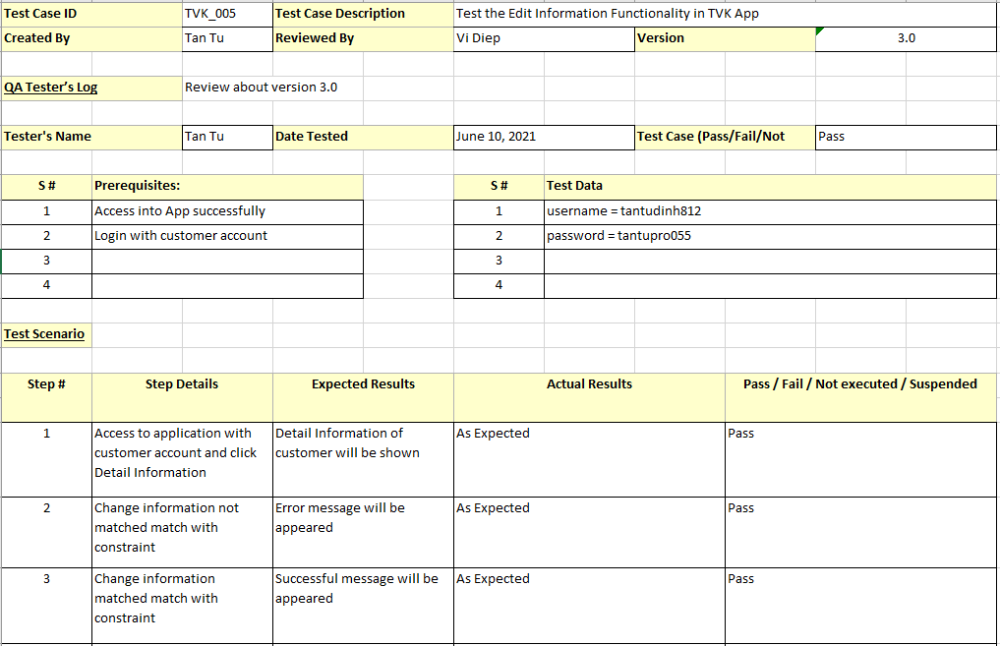 Test Case ID TVK_005 Test Case Description Test the Edit Information Functionality in TVK App
Created By Tan Tu Reviewed By Vi Diep Version 3.0
QA Tester's Log Review about version 3.0
Tester's Name Tan Tu Date Tested June 10, 2021 Test Case (Pass/Fail/Not Pass
S # Prerequisites: S # Test Data
1 Access into App successfully 1 username = tantudinh812
2 Login with customer account 2 password = tantupro055
3 3
4 4
Test Scenario
Step # Step Details Expected Results Actual Results Pass / Fail / Not executed / Suspended
1 Access to application with Detail Information of As Expected Pass
customer account and click customer will be shown
Detail Information
2 Change information not Error message will be As Expected Pass
matched match with appeared
constraint
3 Change information Successful message will be As Expected Pass
matched match with appeared
constraint